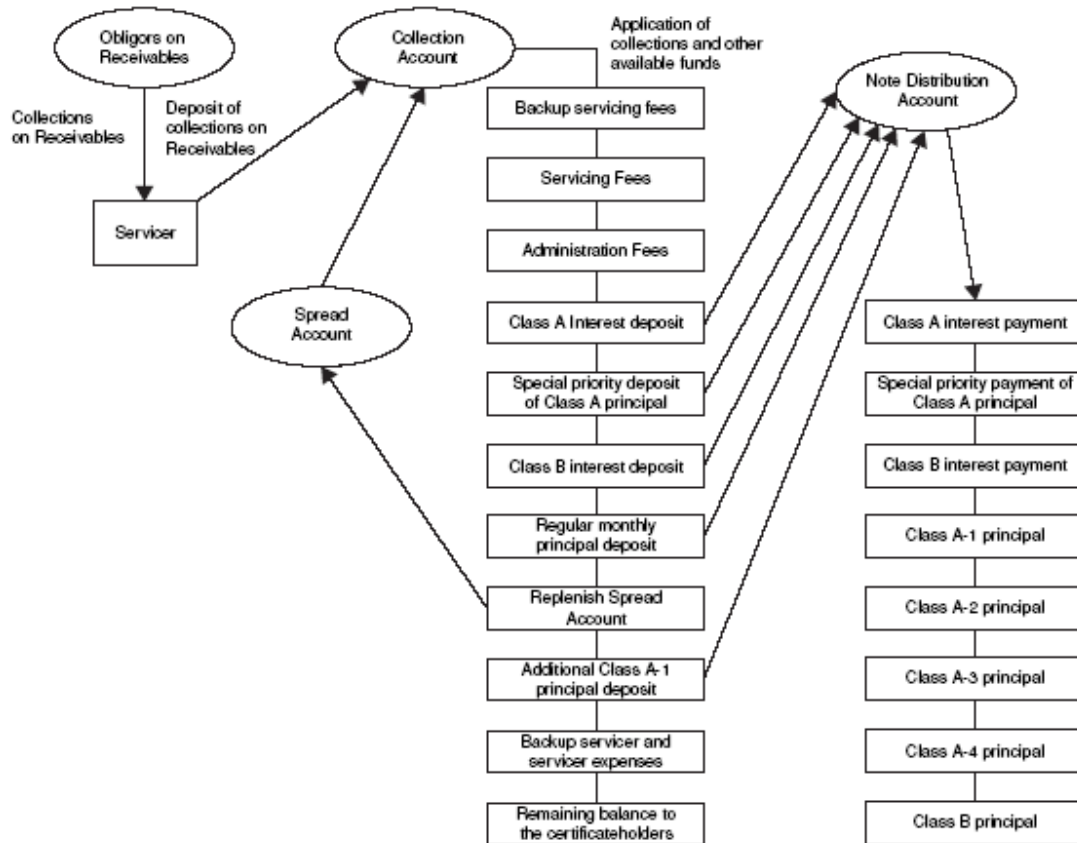 Obligors on
Receivables
Collections
on Receivables
Deposit of
collections on
Receivables
Servicer
Collection
Account
Spread
Account
Application of
collections and other
available funds
Backup servicing fees
Servicing Fees
Administration Fees
Class A Interest deposit
Special priority deposit
of Class A principal
Class B interest deposit
Regular monthly
principal deposit
Replenish Spread
Account
Additional Class A-1
principal deposit
Backup servicer and
servicer expenses
Remaining balance to
the certificateholders
Note Distribution
Account
Class A interest payment
Special priority payment of
Class A principal
Class B interest payment
Class A-1 principal
Class A-2 principal
Class A-3 principal
Class A-4 principal
Class B principal